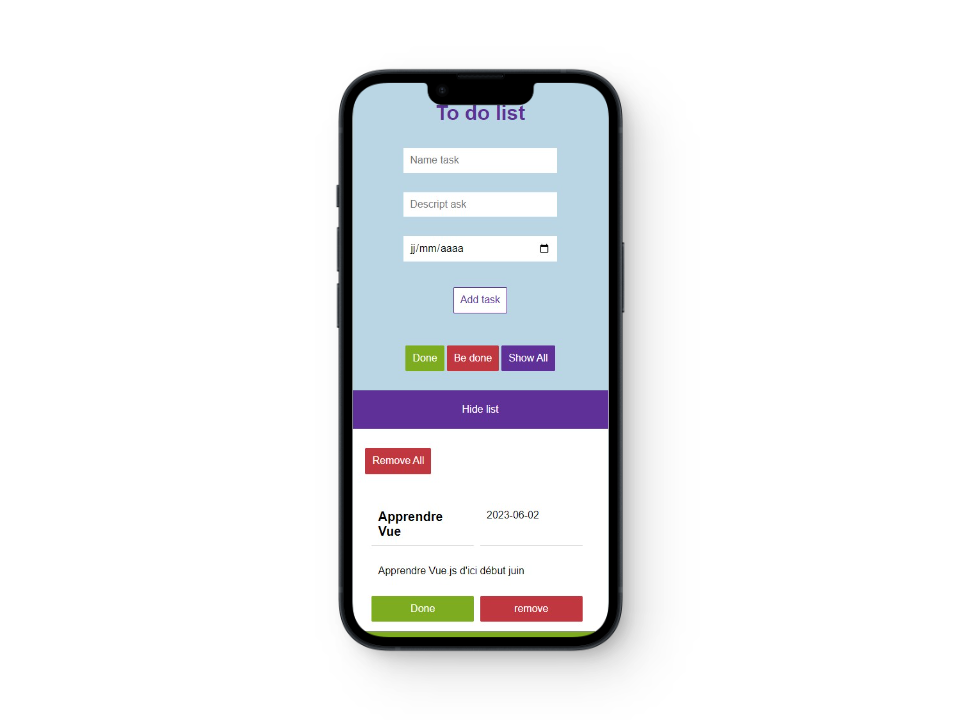 To do list
Name task
Descript ask
jj/mm/aaaa
Add task
Done Be done Show All
Hide list
Remove All
Apprendre
Vue
2023-06-02
Apprendre Vue js d'ici début juin
Done remove